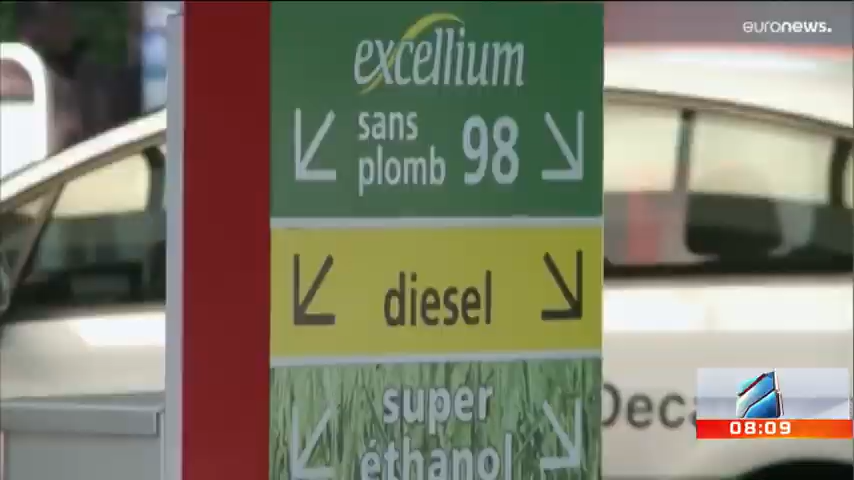 euronews.
excellium
sans
plomb 98
diesel
super
éthanol
Deca
08:09